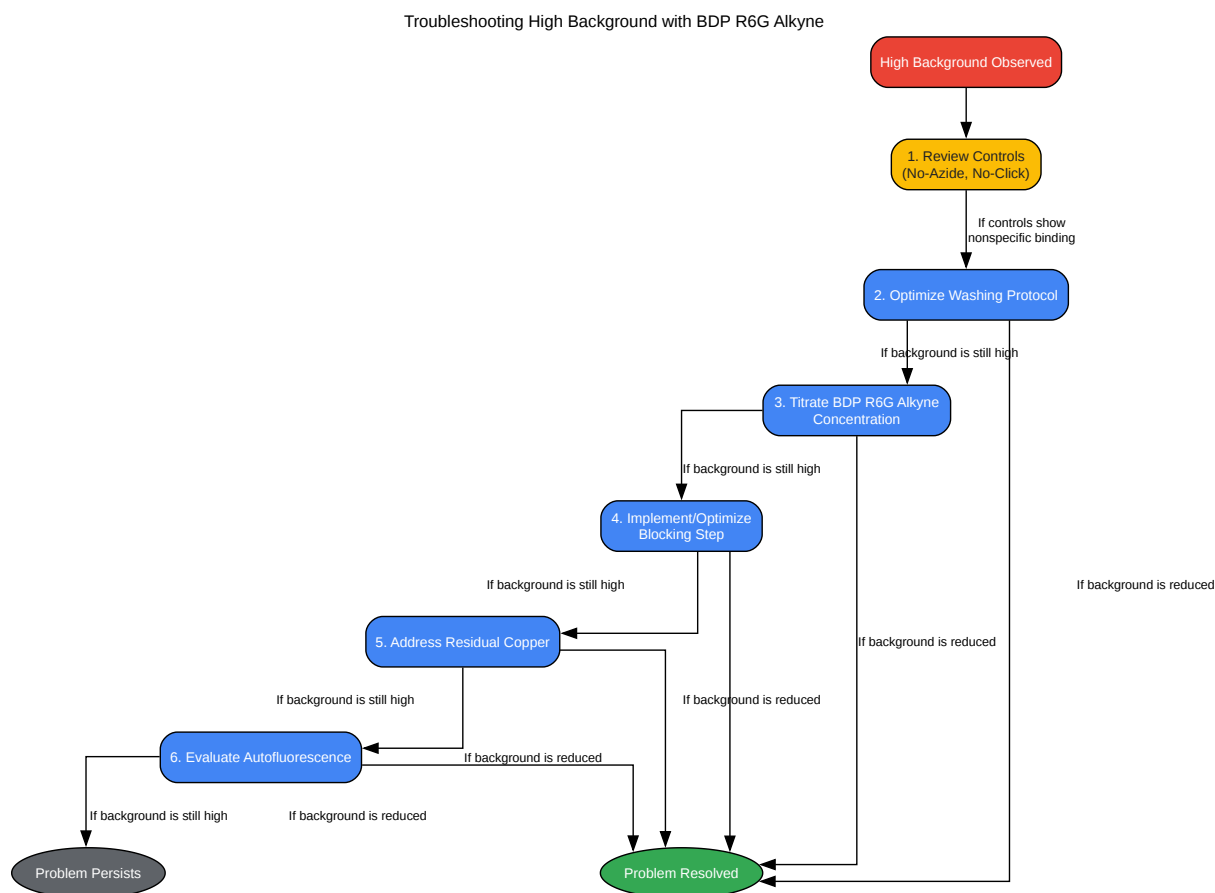 Troubleshooting High Background with BDP R6G Alkyne
High Background Observed
1. Review Controls
(No-Azide, No-Click)
If controls show
nonspecific binding
2. Optimize Washing Protocol
If background is still high
3. Titrate BDP R6G Alkyne
Concentration
If background is still high
4. Implement/Optimize
Blocking Step
If background is still high
If background is reduced
5. Address Residual Copper
If background is reduced
If background is still high
If background is reduced
6. Evaluate Autofluorescence
If background is reduced
If background is still high
If background is reduced
Problem Persists
Problem Resolved